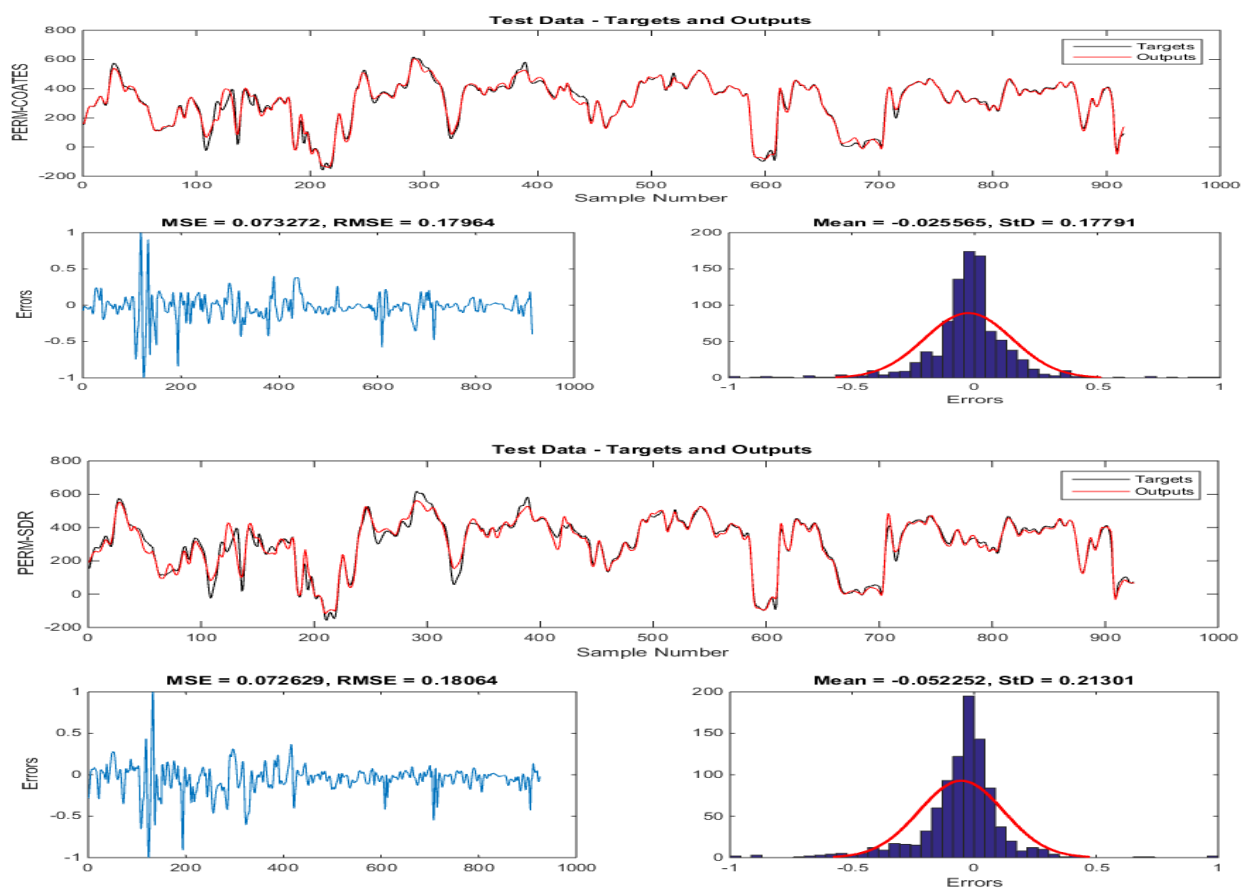 Test Data - Targets and Outputs
800
600
400
200
0
-200
PERM-COATES
Targets
Outputs
0 100 200 300 400 500 600 700 800 900 1000
Sample Number
MSE = 0.073272, RMSE = 0.17964
1
0.5
0
-0.5
-1
Errors
0 200 400 600 800 1000
Mean = -0.025565, StD = 0.17791
200
150
100
50
0
-1 -0.5 0 0.5 1
Errors
Test Data - Targets and Outputs
800
600
400
200
0
-200
PERM-SDR
Targets
Outputs
0 100 200 300 400 500 600 700 800 900 1000
Sample Number
MSE = 0.072629, RMSE = 0.18064
1
0.5
0
-0.5
-1
Errors
0 200 400 600 800 1000
Mean = -0.052252, StD = 0.21301
200
150
100
50
0
-1 -0.5 0 0.5 1
Errors